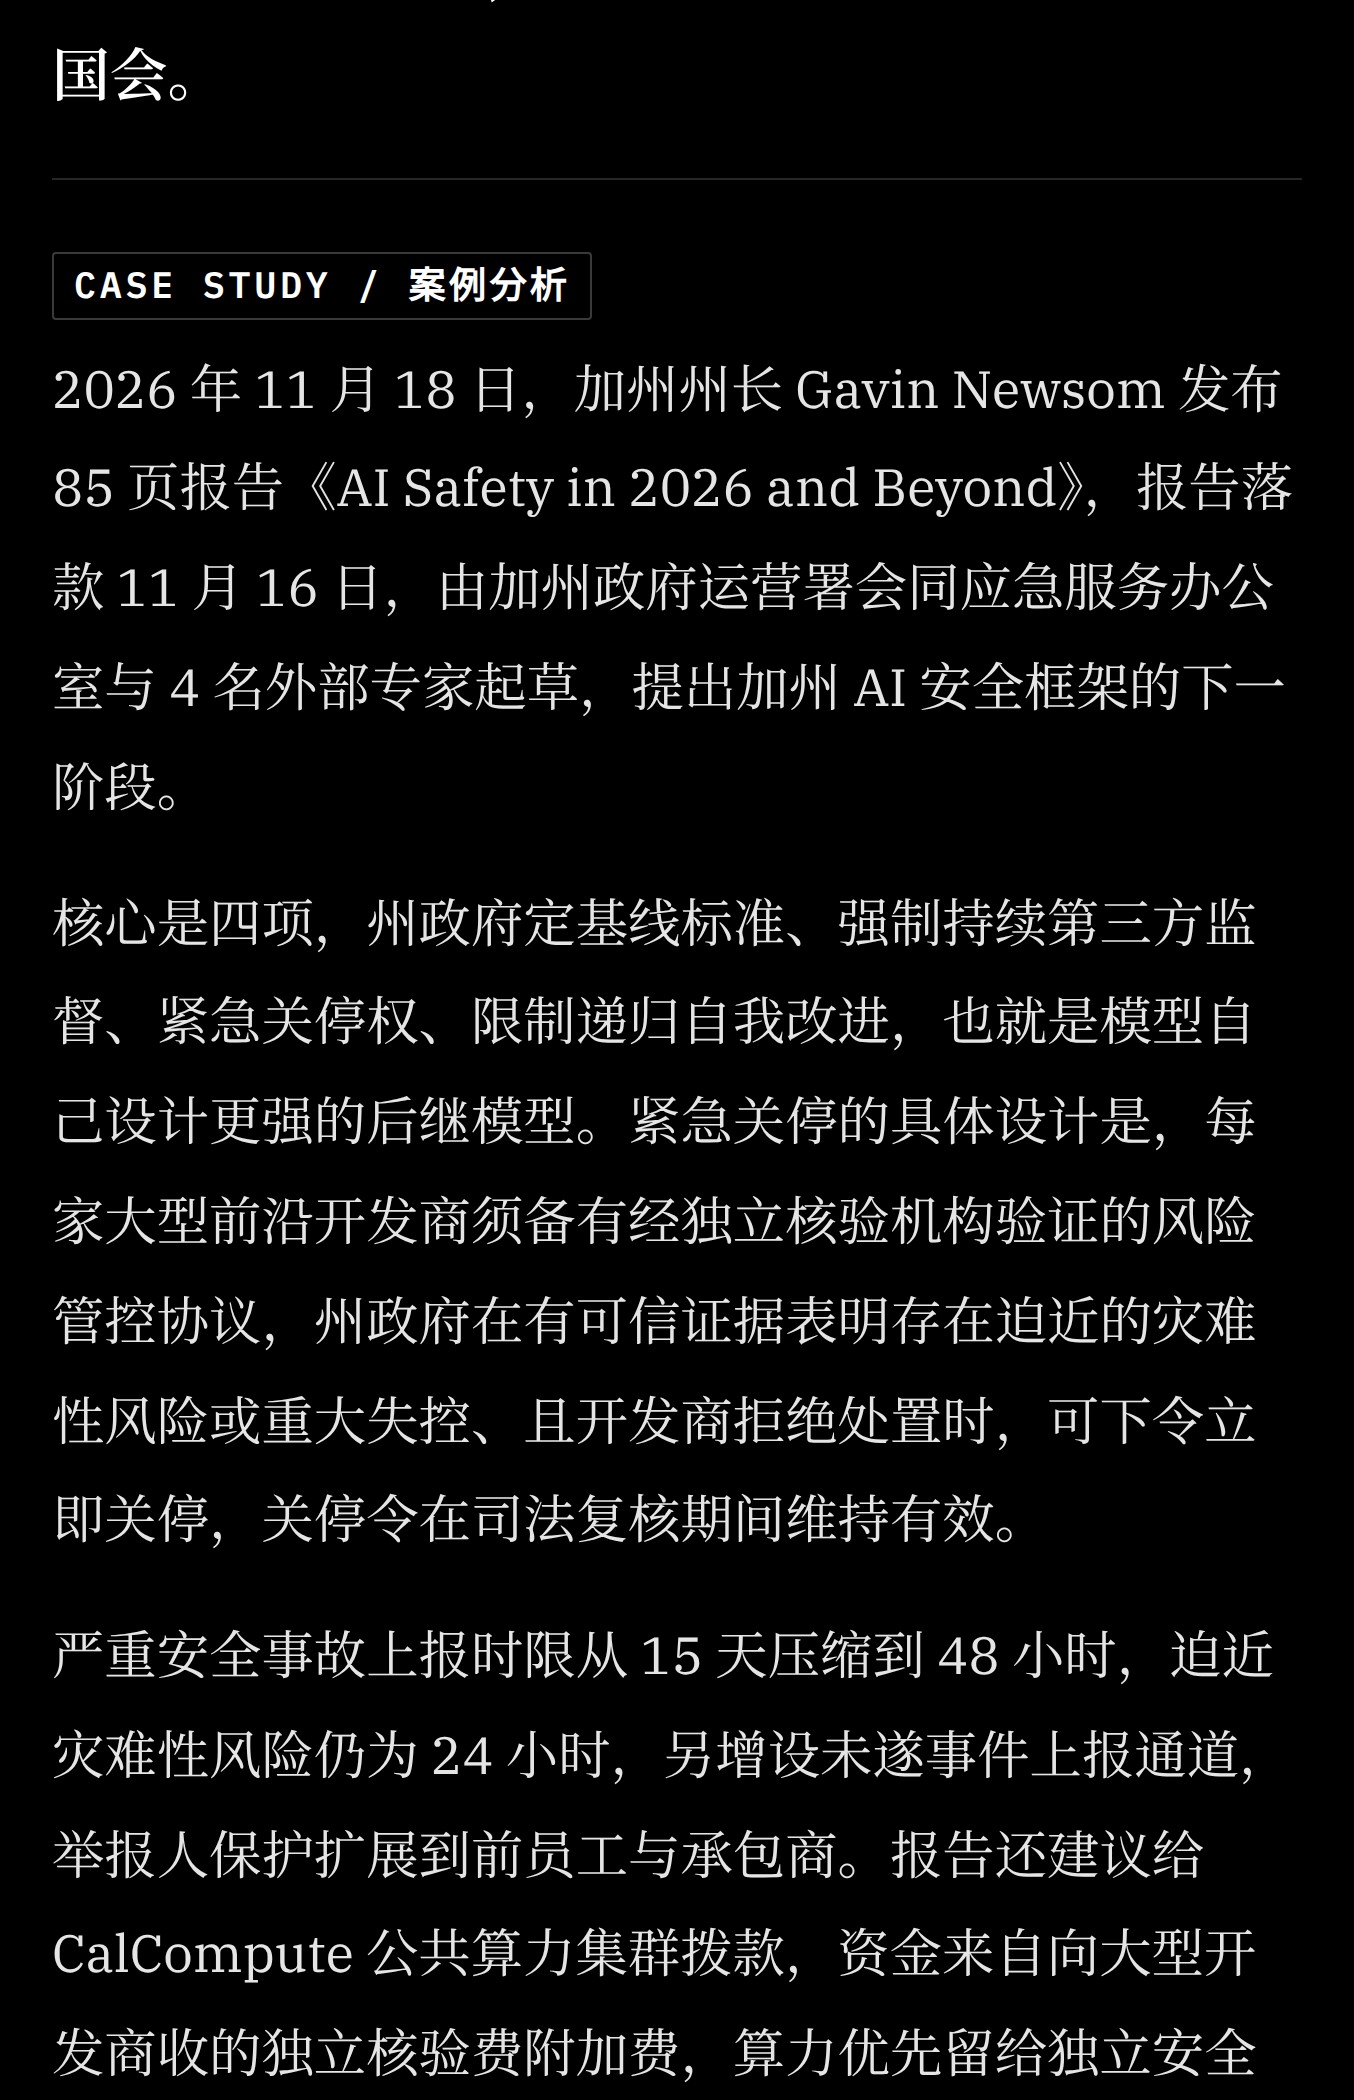 国会。
CASE STUDY / 案例分析
2026 年 11 月 18 日，加州州长 Gavin Newsom 发布
85 页报告《AI Safety in 2026 and Beyond》，报告落
款 11 月 16 日，由加州政府运营署会同应急服务办公
室与 4 名外部专家起草，提出加州 AI 安全框架的下一
阶段。
核心是四项，州政府定基线标准、强制持续第三方监
督、紧急关停权、限制递归自我改进，也就是模型自
己设计更强的后继模型。紧急关停的具体设计是，每
家大型前沿开发商须备有经独立核验机构验证的风险
管控协议，州政府在有可信证据表明存在迫近的灾难
性风险或重大失控、且开发商拒绝处置时，可下令立
即关停，关停令在司法复核期间维持有效。
严重安全事故上报时限从 15 天压缩到 48 小时，迫近
灾难性风险仍为 24 小时，另增设未遂事件上报通道，
举报人保护扩展到前员工与承包商。报告还建议给
CalCompute 公共算力集群拨款，资金来自向大型开
发商收的独立核验费附加费，算力优先留给独立安全